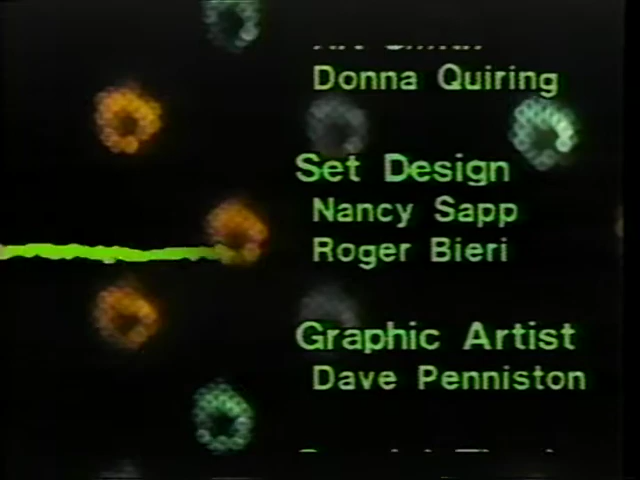 Donna Quiring
Set Design
Nancy Sapp
Roger Bieri
Graphic Artist
Dave Penniston